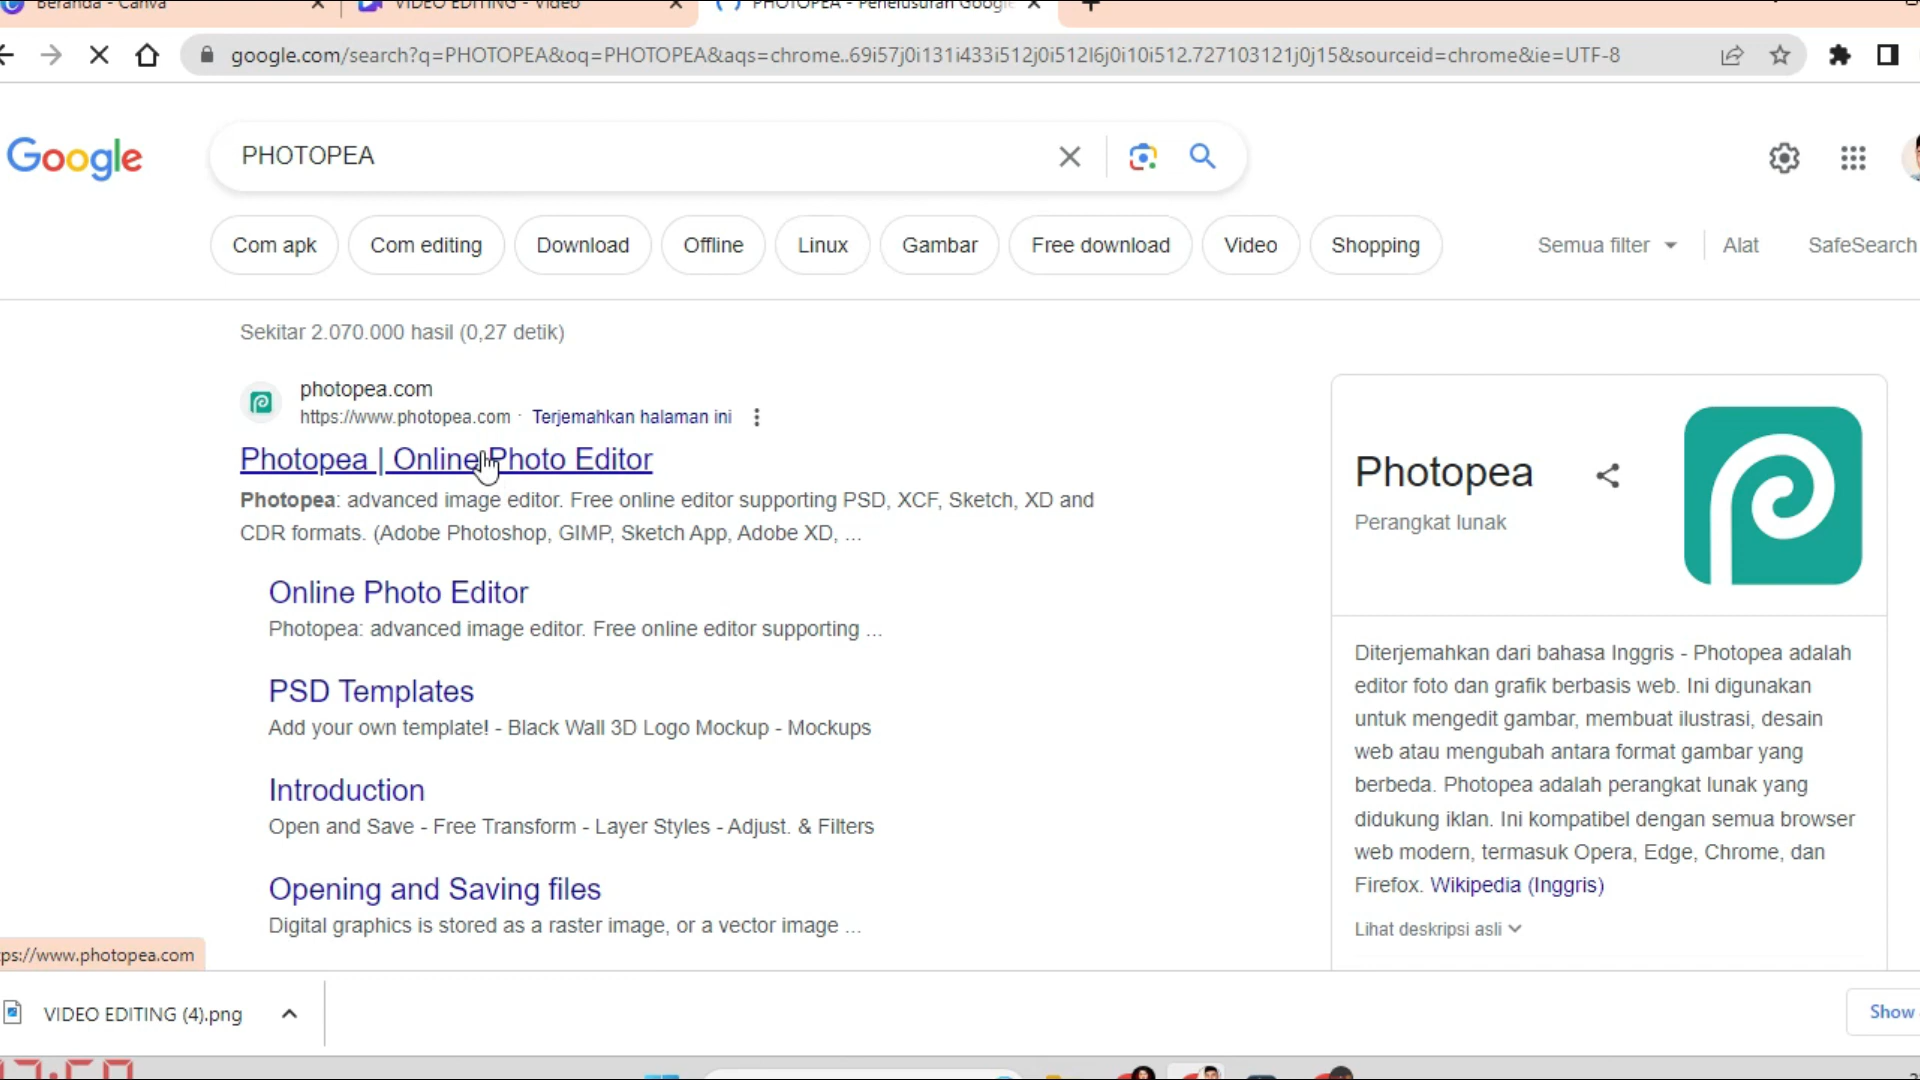 Beranda - Canva
VIDEO EDITING - Video
PHOTOPEA - Penelusuran Google
google.com/search?q=PHOTOPEA&oq=PHOTOPEA&aqs=chrome..69i57j0i131i433i512j0i512l6j0i10i512.727103121j0j15&sourceid=chrome&ie=UTF-8
Google
PHOTOPEA
Com apk
Com editing
Download
Offline
Linux
Gambar
Free download
Video
Shopping
Semua filter
Alat
SafeSearch
Sekitar 2.070.000 hasil (0,27 detik)
photopea.com
https://www.photopea.com · Terjemahkan halaman ini
Photopea | Online Photo Editor
Photopea: advanced image editor. Free online editor supporting PSD, XCF, Sketch, XD and
CDR formats. (Adobe Photoshop, GIMP, Sketch App, Adobe XD, ...
Online Photo Editor
Photopea: advanced image editor. Free online editor supporting ...
PSD Templates
Add your own template! - Black Wall 3D Logo Mockup - Mockups
Introduction
Open and Save - Free Transform - Layer Styles - Adjust. & Filters
Opening and Saving files
Digital graphics is stored as a raster image, or a vector image ...
Photopea
Perangkat lunak
Diterjemahkan dari bahasa Inggris - Photopea adalah
editor foto dan grafik berbasis web. Ini digunakan
untuk mengedit gambar, membuat ilustrasi, desain
web atau mengubah antara format gambar yang
berbeda. Photopea adalah perangkat lunak yang
didukung iklan. Ini kompatibel dengan semua browser
web modern, termasuk Opera, Edge, Chrome, dan
Firefox. Wikipedia (Inggris)
Lihat deskripsi asli
ps://www.photopea.com
VIDEO EDITING (4).png
Show